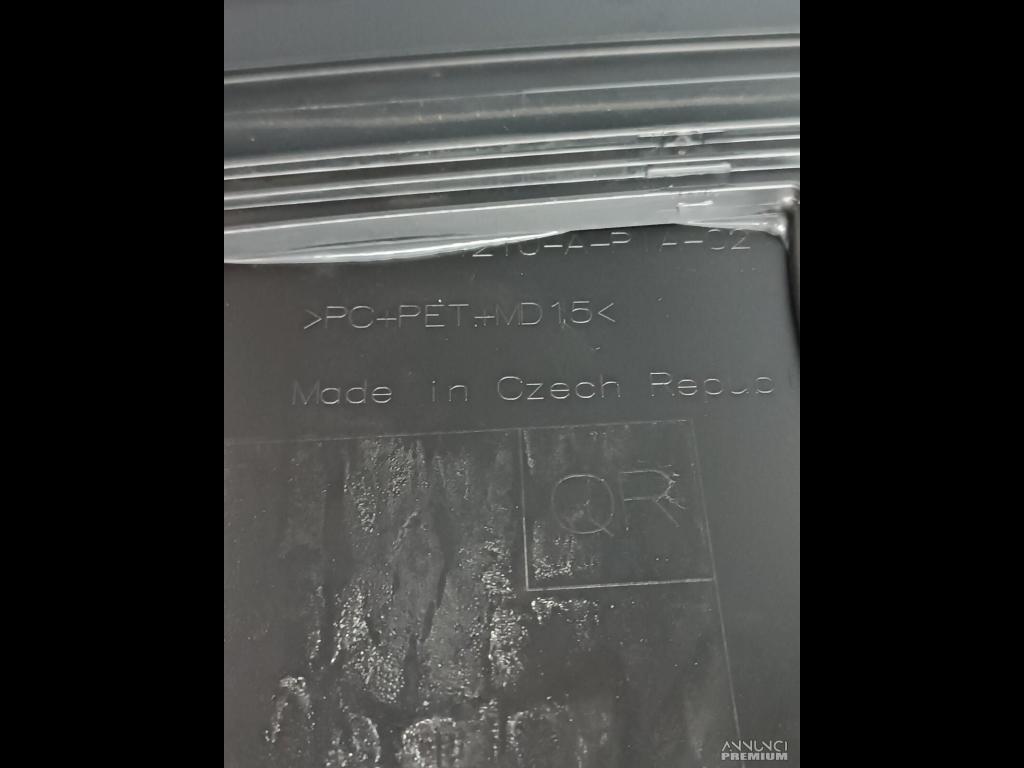 >PC+PET+MD15<
Made in Czech Repub
QR
ANNUNCI
PREMIUM